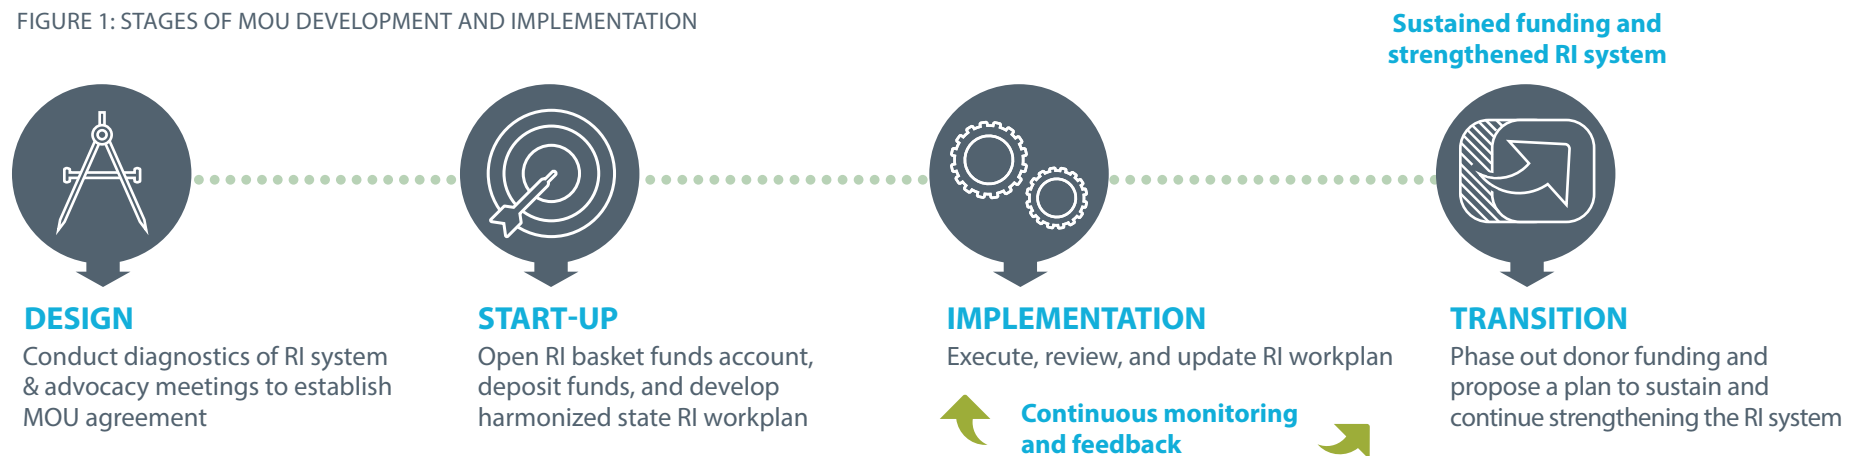 FIGURE 1: STAGES OF MOU DEVELOPMENT AND IMPLEMENTATION
Sustained funding and
strengthened RI system
DESIGN
Conduct diagnostics of RI system
& advocacy meetings to establish
MOU agreement
START-UP
Open RI basket funds account,
deposit funds, and develop
harmonized state RI workplan
IMPLEMENTATION
Execute, review, and update RI workplan
Continuous monitoring
and feedback
TRANSITION
Phase out donor funding and
propose a plan to sustain and
continue strengthening the RI system